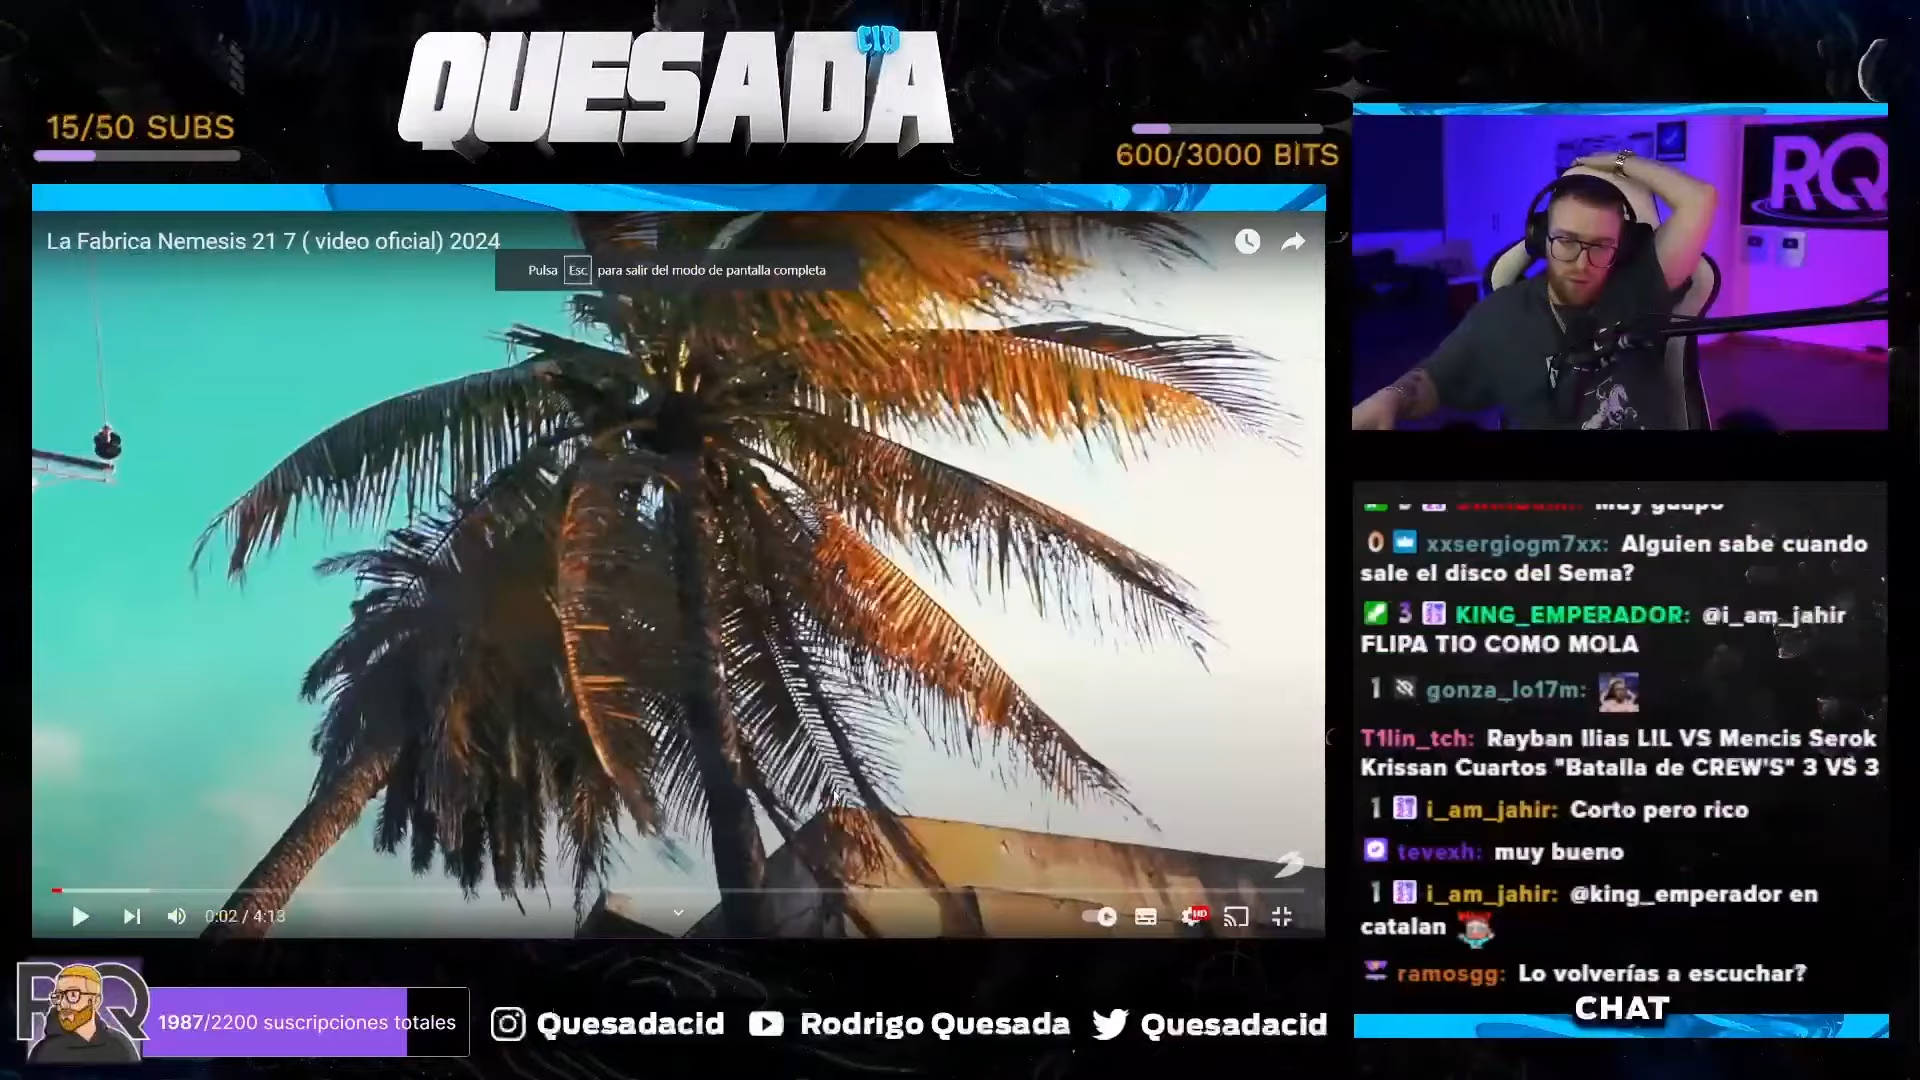 QUESADA
CID
15/50 SUBS
600/3000 BITS
RQ
La Fabrica Nemesis 21 7 ( video oficial) 2024
Pulsa Esc para salir del modo de pantalla completa
0:02 / 4:13
HD
Muy guapo
0 xxsergiogm7xx: Alguien sabe cuando
sale el disco del Sema?
3 KING_EMPERADOR: @i_am_jahir
FLIPA TIO COMO MOLA
1 gonza_lo17m:
T1lin_tch: Rayban Ilias LIL VS Mencis Serok
Krissan Cuartos "Batalla de CREW'S" 3 VS 3
1 i_am_jahir: Corto pero rico
tevexh: muy bueno
1 i_am_jahir: @king_emperador en
catalan
ramosgg: Lo volverías a escuchar?
CHAT
RQ
1987/2200 suscripciones totales
Quesadacid
Rodrigo Quesada
Quesadacid